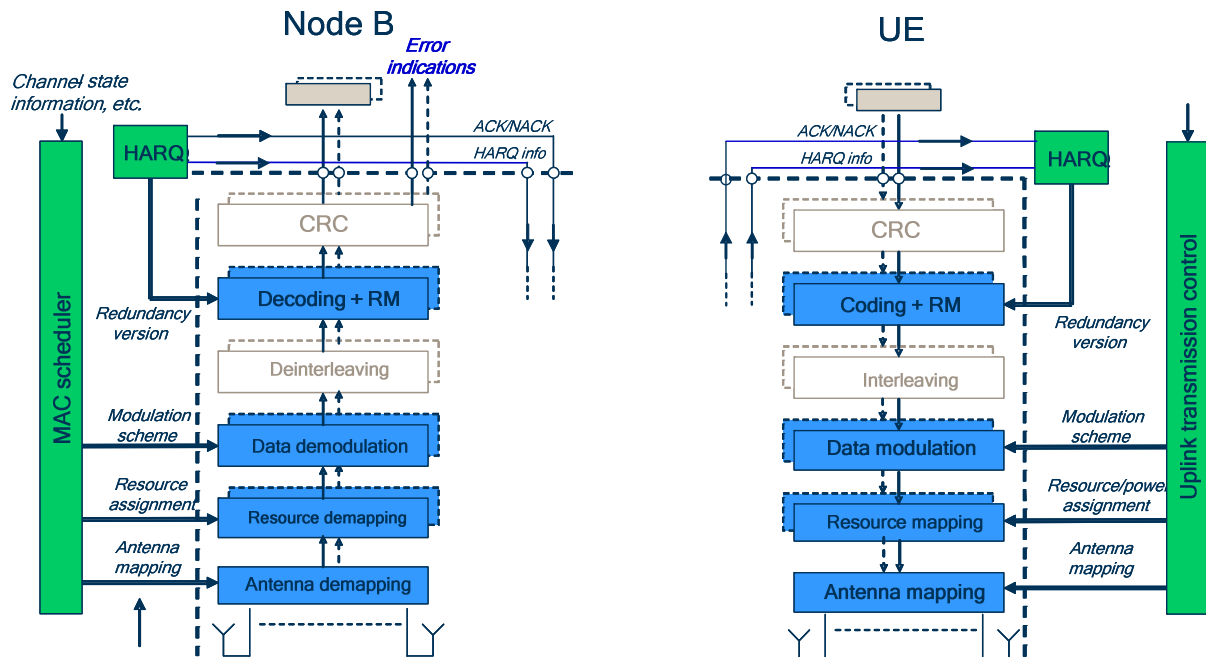 Node B
UE
Error
indications
Channel state
information, etc.
ACK/NACK
HARQ
HARQ info
ACK/NACK
HARQ info
HARQ
CRC
CRC
Decoding + RM
Coding + RM
Redundancy
version
Redundancy
version
MAC scheduler
Uplink transmission control
Deinterleaving
Interleaving
Modulation
scheme
Data demodulation
Data modulation
Modulation
scheme
Resource
assignment
Resource demapping
Resource mapping
Resource/power
assignment
Antenna
mapping
Antenna demapping
Antenna mapping
Antenna
mapping